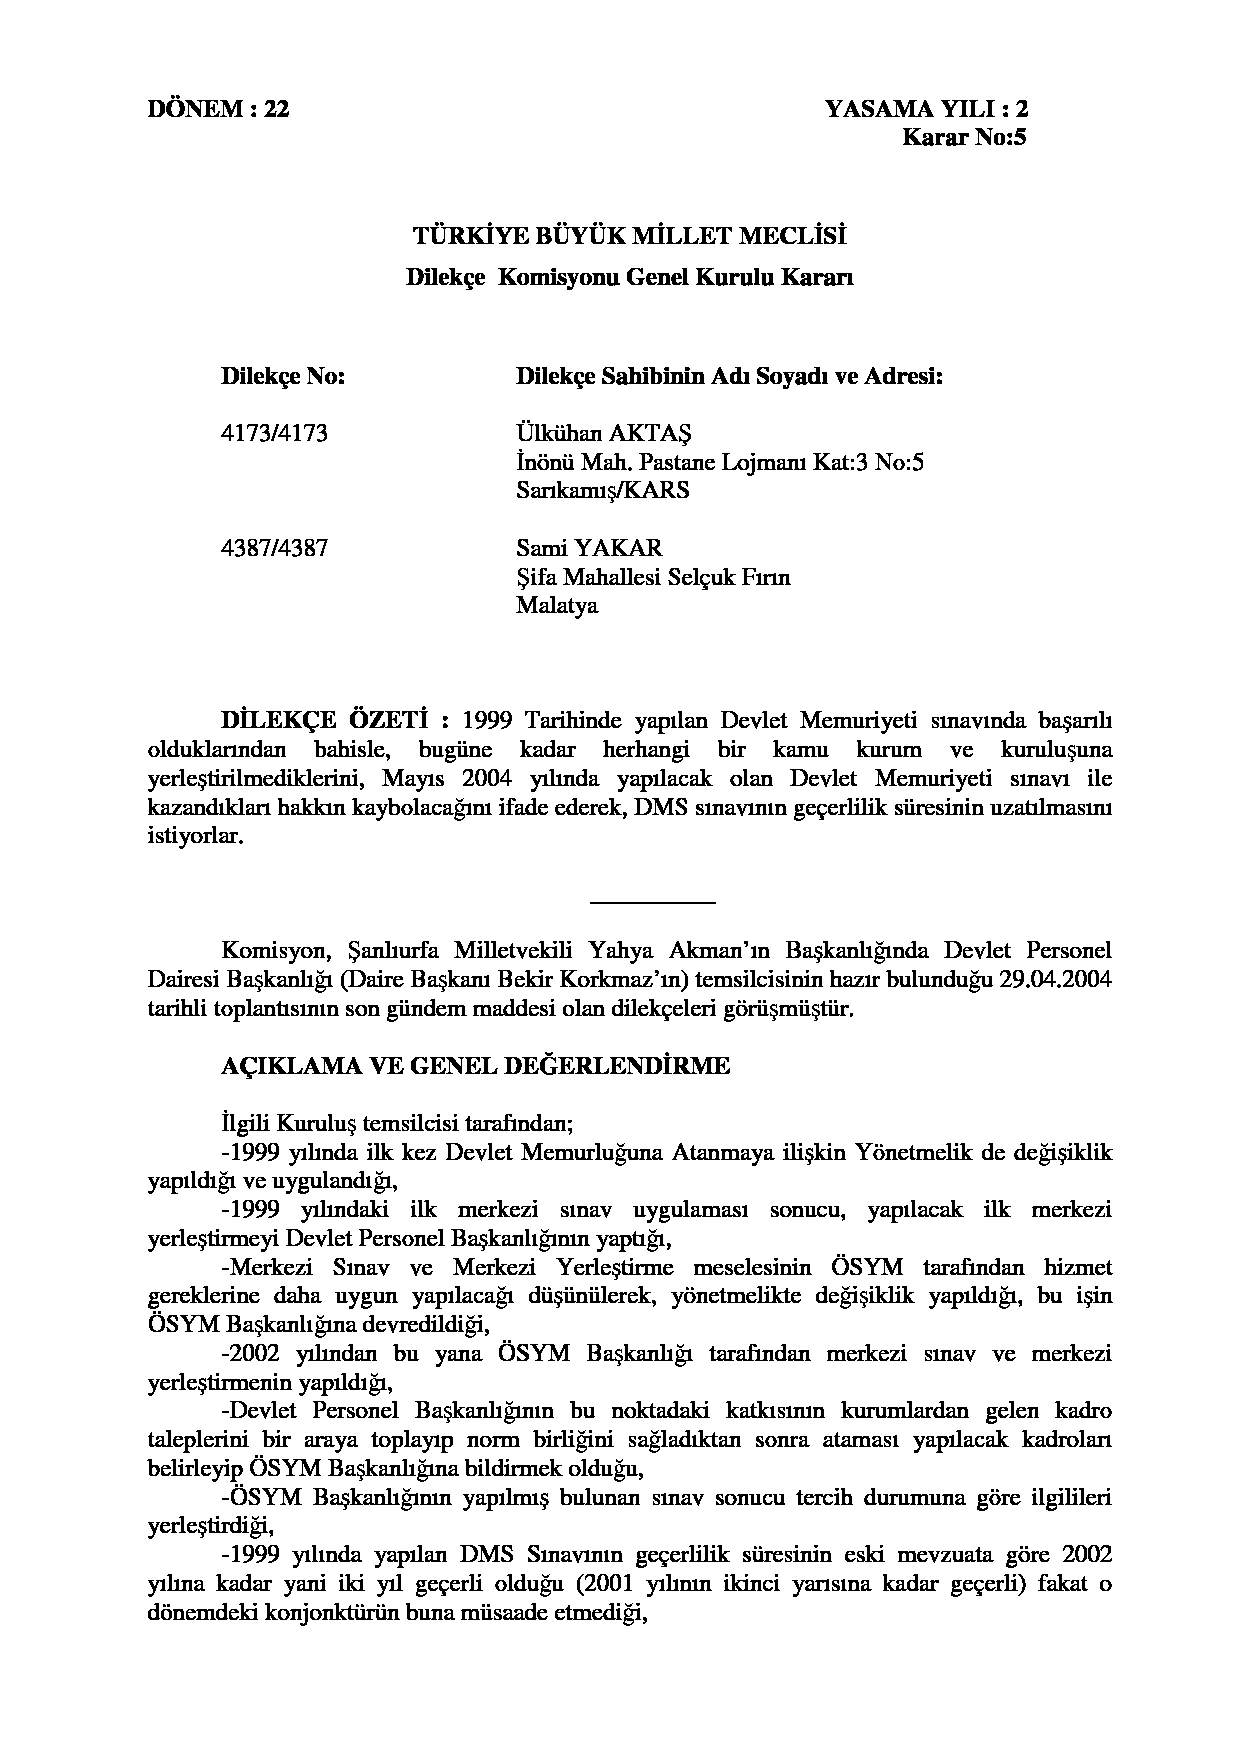 DÖNEM : 22 YASAMA YILI : 2
Karar No:5
TÜRKİYE BÜYÜK MİLLET MECLİSİ
Dilekçe Komisyonu Genel Kurulu Kararı
Dilekçe No: Dilekçe Sahibinin Adı Soyadı ve Adresi:
4173/4173 Ülkühan AKTAŞ
İnönü Mah. Pastane Lojmanı Kat:3 No:5
Sarıkamış/KARS
4387/4387 Sami YAKAR
Şifa Mahallesi Selçuk Fırın
Malatya
DİLEKÇE ÖZETİ : 1999 Tarihinde yapılan Devlet Memuriyeti sınavında başarılı
olduklarından bahisle, bugüne kadar herhangi bir kamu kurum ve kuruluşuna
yerleştirilmediklerini, Mayıs 2004 yılında yapılacak olan Devlet Memuriyeti sınavı ile
kazandıkları hakkın kaybolacağını ifade ederek, DMS sınavının geçerlilik süresinin uzatılmasını
istiyorlar.
Komisyon, Şanlıurfa Milletvekili Yahya Akman’ın Başkanlığında Devlet Personel
Dairesi Başkanlığı (Daire Başkanı Bekir Korkmaz’ın) temsilcisinin hazır bulunduğu 29.04.2004
tarihli toplantısının son gündem maddesi olan dilekçeleri görüşmüştür.
AÇIKLAMA VE GENEL DEĞERLENDİRME
İlgili Kuruluş temsilcisi tarafından;
-1999 yılında ilk kez Devlet Memurluğuna Atanmaya ilişkin Yönetmelik de değişiklik
yapıldığı ve uygulandığı,
-1999 yılındaki ilk merkezi sınav uygulaması sonucu, yapılacak ilk merkezi
yerleştirmeyi Devlet Personel Başkanlığının yaptığı,
-Merkezi Sınav ve Merkezi Yerleştirme meselesinin ÖSYM tarafından hizmet
gereklerine daha uygun yapılacağı düşünülerek, yönetmelikte değişiklik yapıldığı, bu işin
ÖSYM Başkanlığına devredildiği,
-2002 yılından bu yana ÖSYM Başkanlığı tarafından merkezi sınav ve merkezi
yerleştirmenin yapıldığı,
-Devlet Personel Başkanlığının bu noktadaki katkısının kurumlardan gelen kadro
taleplerini bir araya toplayıp norm birliğini sağladıktan sonra ataması yapılacak kadroları
belirleyip ÖSYM Başkanlığına bildirmek olduğu,
-ÖSYM Başkanlığının yapılmış bulunan sınav sonucu tercih durumuna göre ilgilileri
yerleştirdiği,
-1999 yılında yapılan DMS Sınavının geçerlilik süresinin eski mevzuata göre 2002
yılına kadar yani iki yıl geçerli olduğu (2001 yılının ikinci yarısına kadar geçerli) fakat o
dönemdeki konjonktürün buna müsaade etmediği,